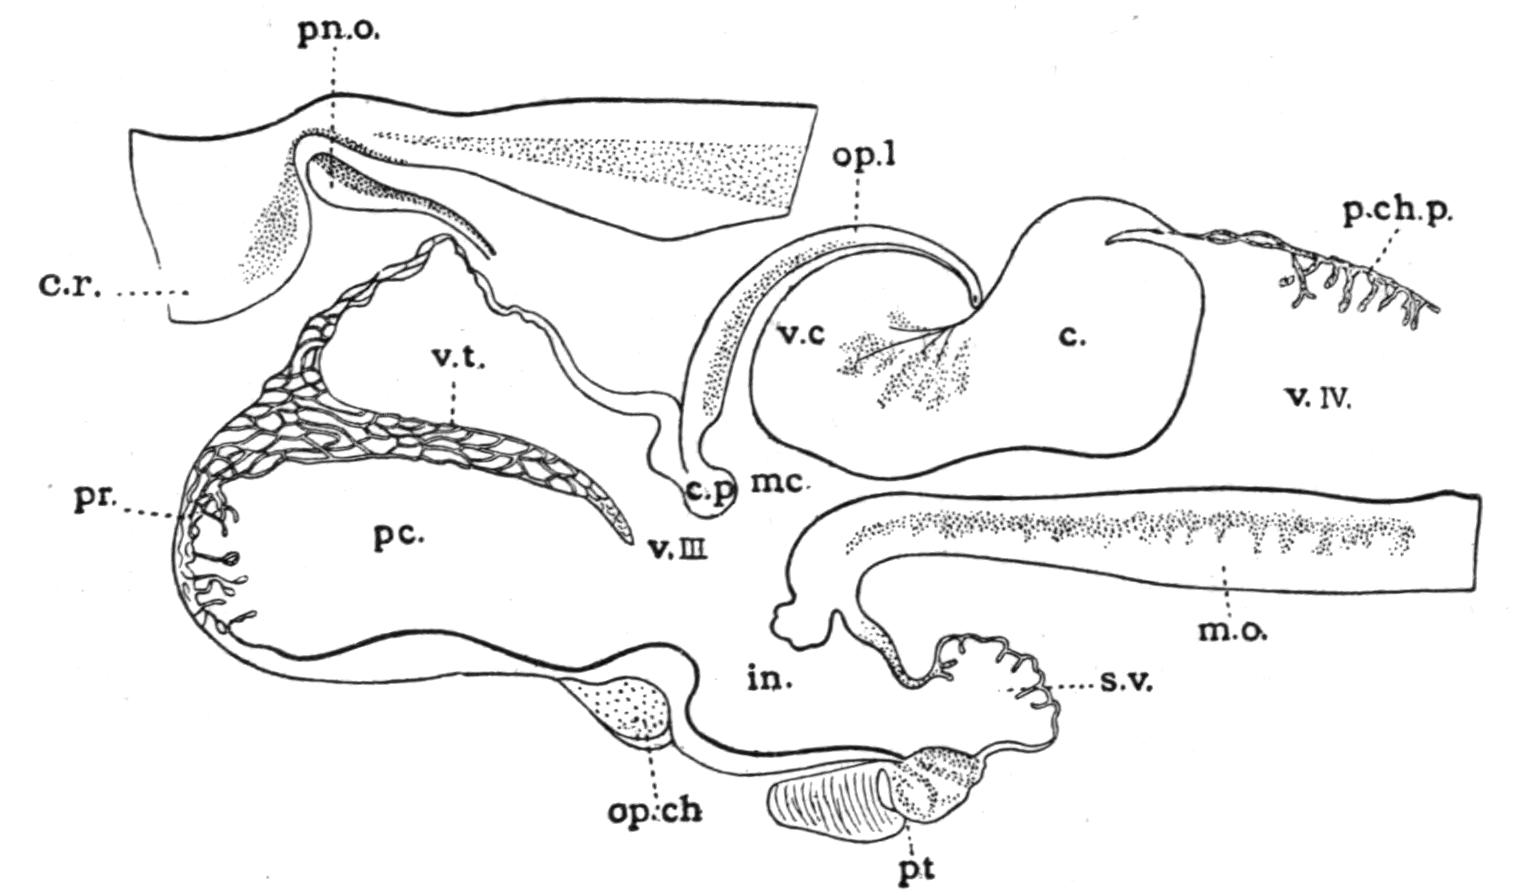 pn.o.
op.l
p.ch.p.
c.r.
v.c
c.
v.t.
v. IV.
pr.
c.p
mc.
pc.
v. III
m.o.
in.
s.v.
op.ch
pt